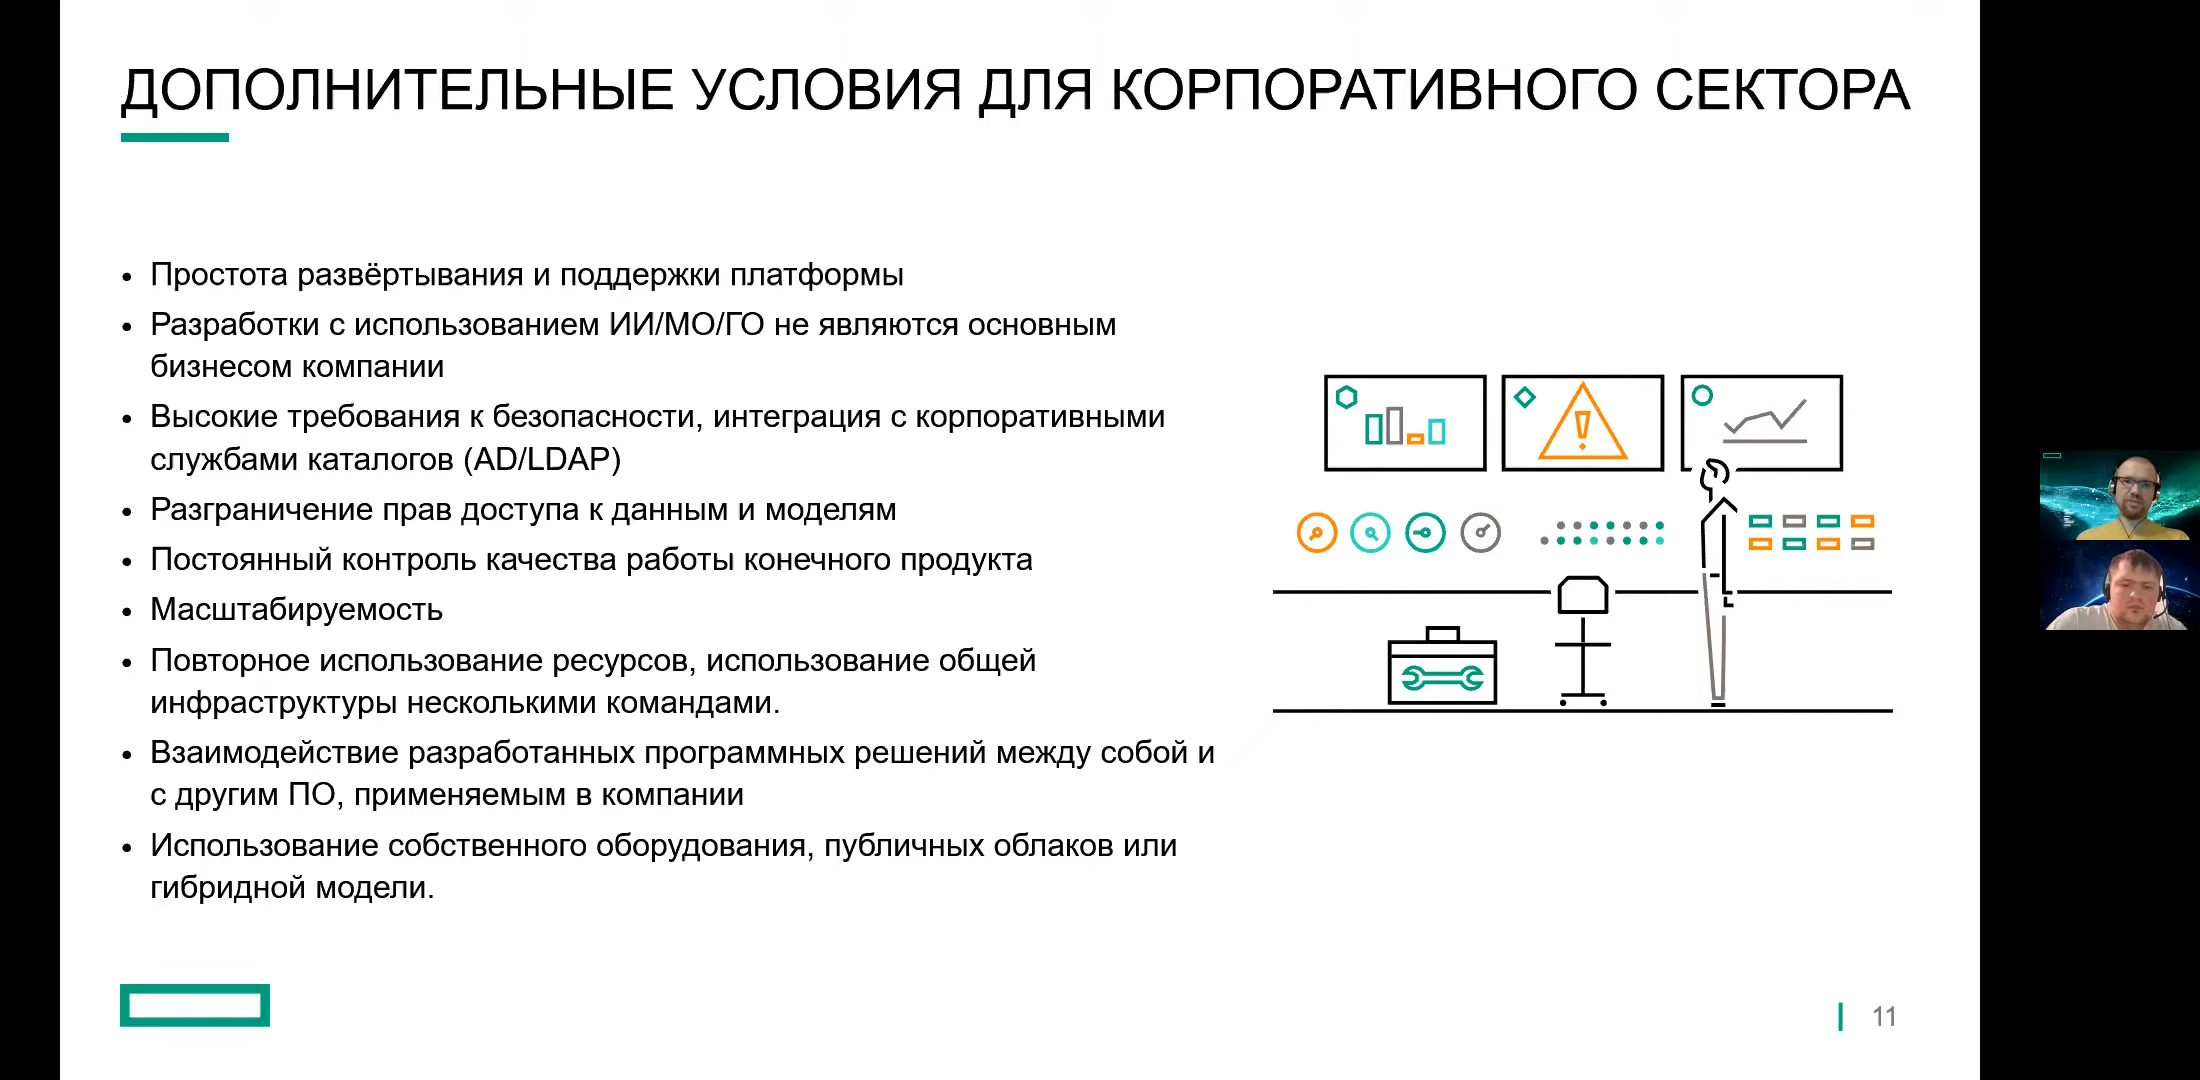 ДОПОЛНИТЕЛЬНЫЕ УСЛОВИЯ ДЛЯ КОРПОРАТИВНОГО СЕКТОРА
• Простота развёртывания и поддержки платформы
• Разработки с использованием ИИ/МО/ГО не являются основным
бизнесом компании
• Высокие требования к безопасности, интеграция с корпоративными
службами каталогов (AD/LDAP)
• Разграничение прав доступа к данным и моделям
• Постоянный контроль качества работы конечного продукта
• Масштабируемость
• Повторное использование ресурсов, использование общей
инфраструктуры несколькими командами.
• Взаимодействие разработанных программных решений между собой и
с другим ПО, применяемым в компании
• Использование собственного оборудования, публичных облаков или
гибридной модели.
11